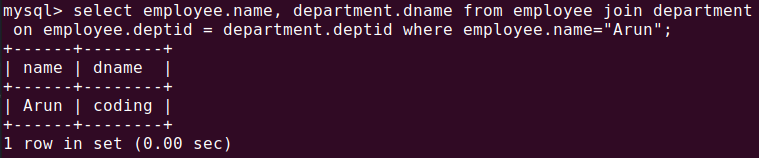 mysql> select employee.name, department.dname from employee join department
 on employee.deptid = department.deptid where employee.name="Arun";
+------+--------+
| name | dname  |
+------+--------+
| Arun | coding |
+------+--------+
1 row in set (0.00 sec)